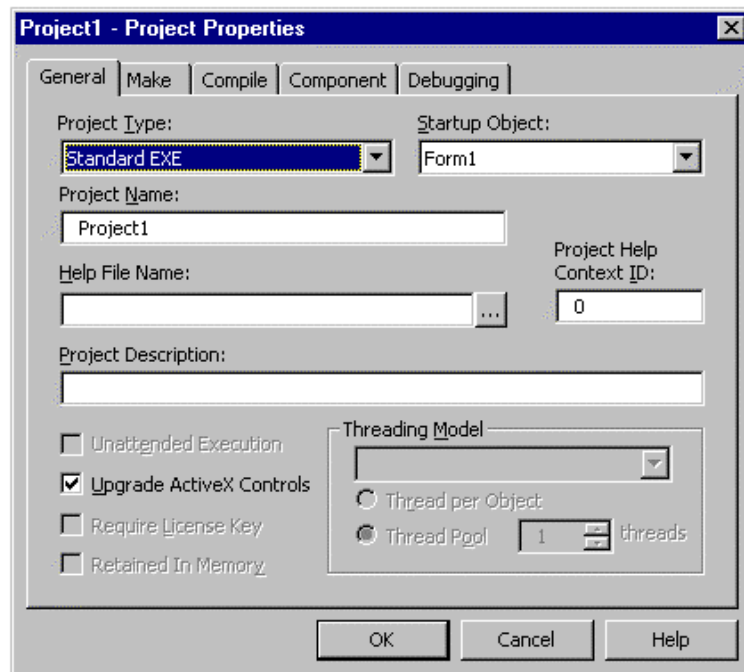 Project1 - Project Properties
General Make Compile Component Debugging
Project Type: Startup Object:
Standard EXE Form1
Project Name:
Project1
Project Help
Help File Name: Context ID:
... 0
Project Description:
Unattended Execution
Upgrade ActiveX Controls
Require License Key
Retained In Memory
Threading Model
Thread per Object
Thread Pool 1 threads
OK Cancel Help